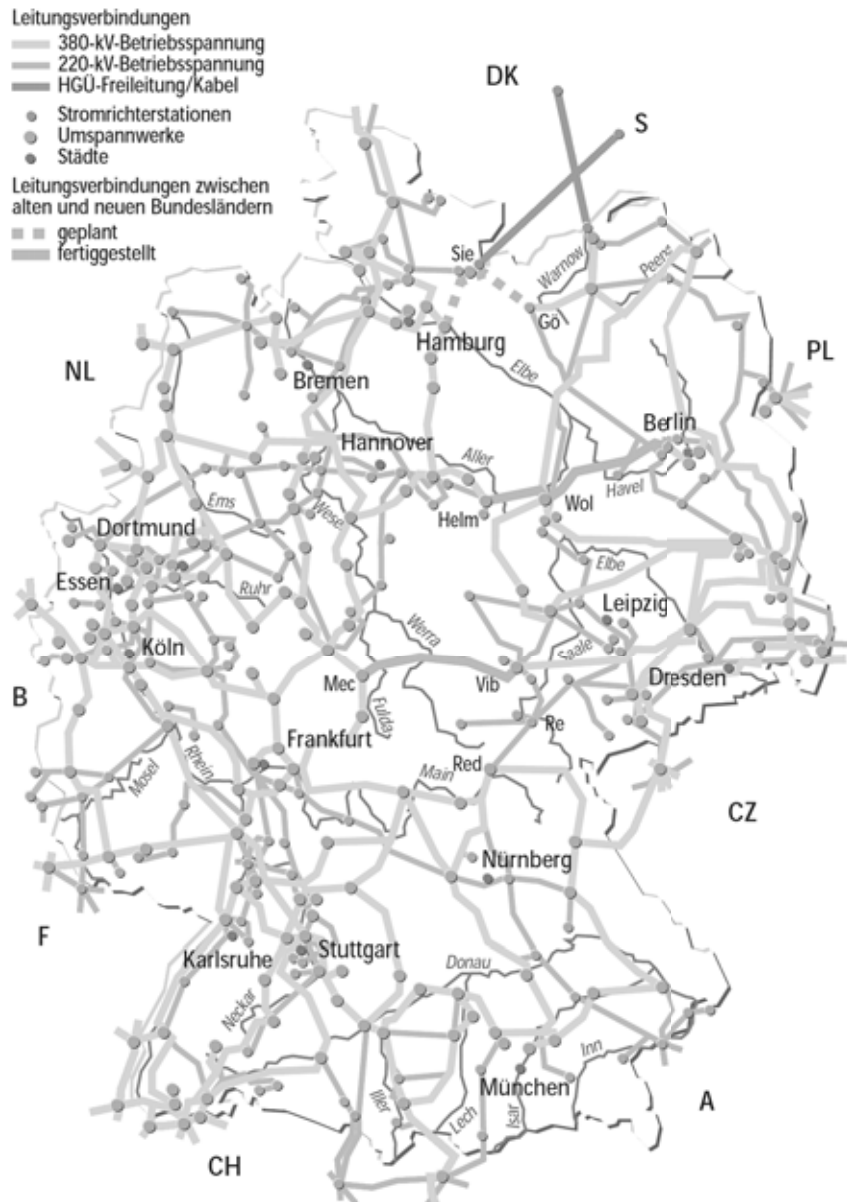 Leitungsverbindungen
380-kV-Betriebsspannung
220-kV-Betriebsspannung
HGÜ-Freileitung/Kabel
Stromrichterstationen
Umspannwerke
Städte
Leitungsverbindungen zwischen
alten und neuen Bundesländern
geplant
fertiggestellt
DK
S
Sie
Warnow
Peene
Gö
Hamburg
NL
PL
Elbe
Bremen
Berlin
Hannover
Aller
Havel
Wol
Helm
Ems
Wese
Dortmund
Elbe
Essen
Ruhr
Leipzig
Werra
Saale
Köln
Dresden
Mec
Vib
B
Fulda
Re
Frankfurt
Rhein
Mosel
Red
Main
CZ
Nürnberg
F
Stuttgart
Karlsruhe
Donau
Neckar
Inn
München
Iller
Lech
Isar
A
CH